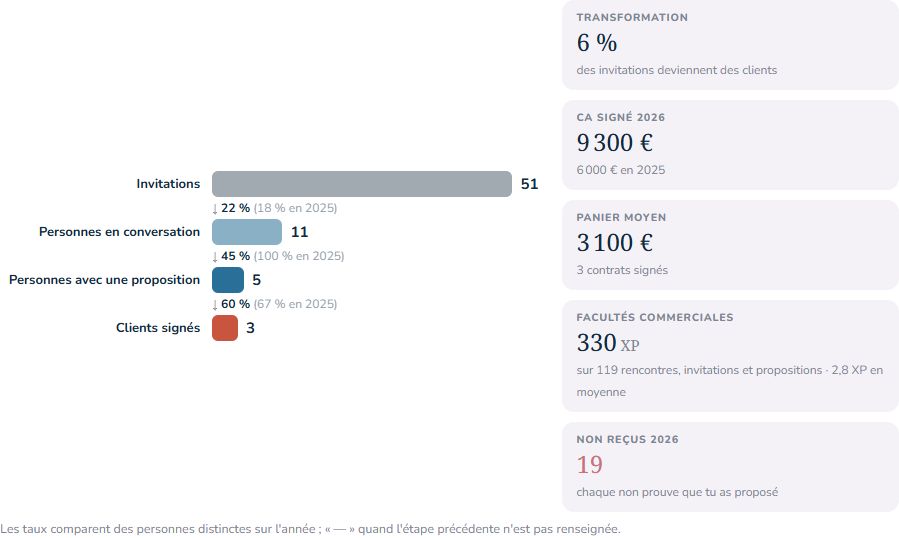 Invitations 51
↓ 22 % (18 % en 2025)
Personnes en conversation 11
↓ 45 % (100 % en 2025)
Personnes avec une proposition 5
↓ 60 % (67 % en 2025)
Clients signés 3
TRANSFORMATION
6 %
des invitations deviennent des clients
CA SIGNÉ 2026
9 300 €
6 000 € en 2025
PANIER MOYEN
3 100 €
3 contrats signés
FACULTÉS COMMERCIALES
330 XP
sur 119 rencontres, invitations et propositions · 2,8 XP en
moyenne
NON REÇUS 2026
19
chaque non prouve que tu as proposé
Les taux comparent des personnes distinctes sur l'année ; « — » quand l'étape précédente n'est pas renseignée.